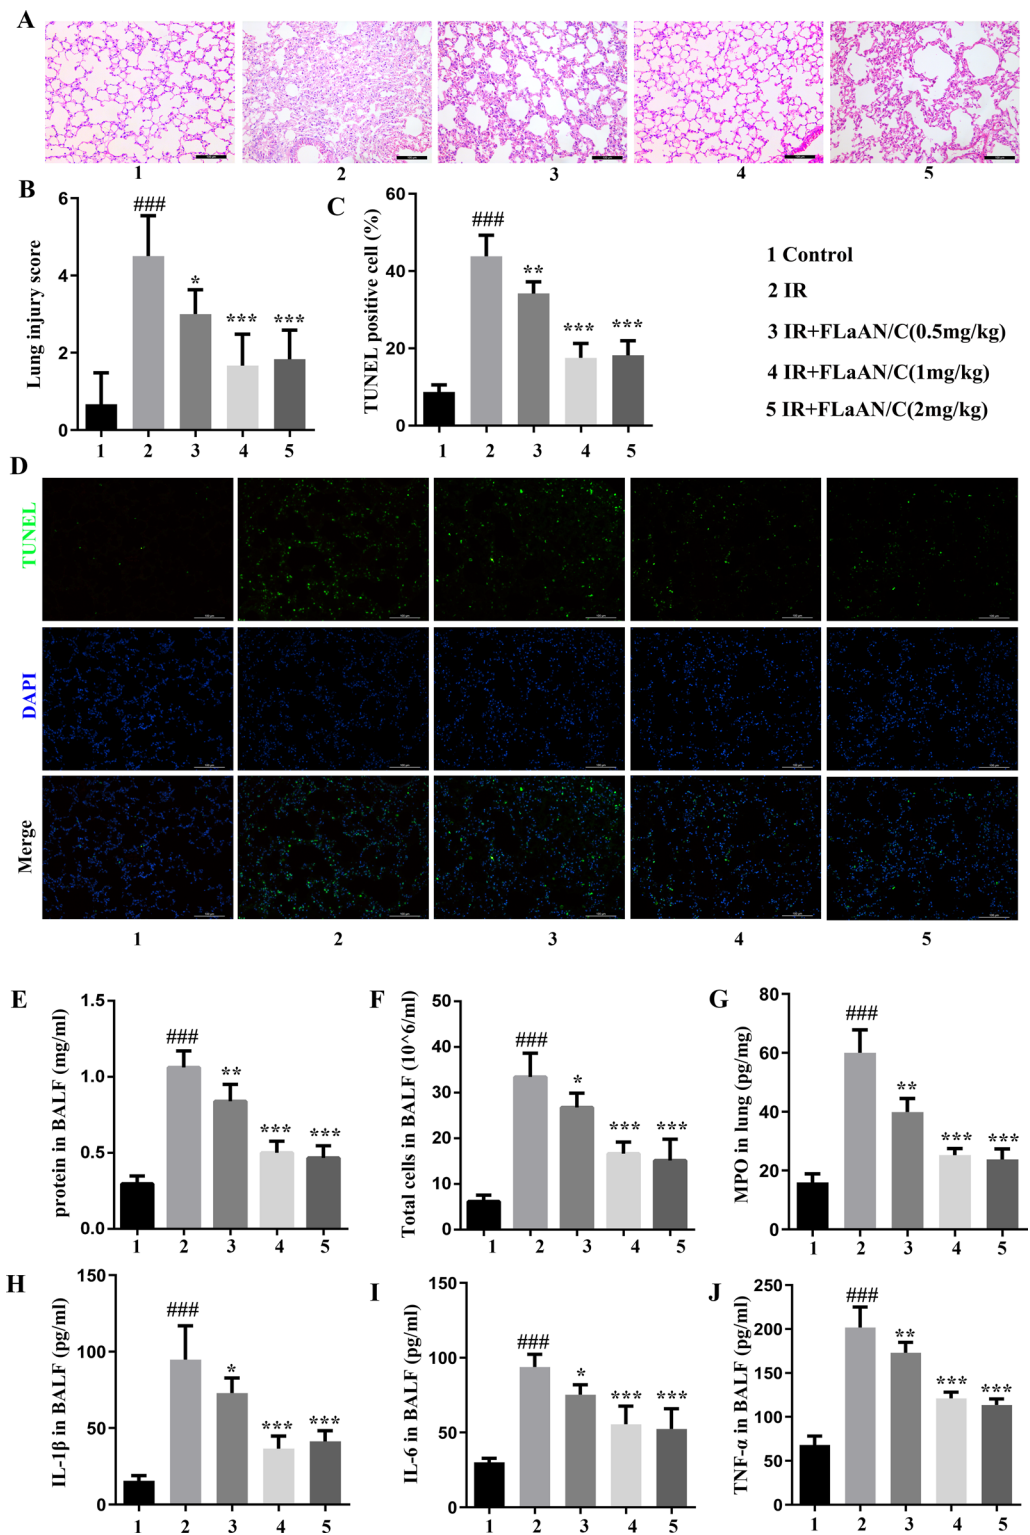 A
1 2 3 4 5
B
Lung injury score
6
4
2
0
###
*
***
***
1 2 3 4 5
C
TUNEL positive cell (%)
60
40
20
0
###
**
***
***
1 2 3 4 5
1 Control
2 IR
3 IR+FLaAN/C(0.5mg/kg)
4 IR+FLaAN/C(1mg/kg)
5 IR+FLaAN/C(2mg/kg)
D
TUNEL
DAPI
Merge
1 2 3 4 5
E
protein in BALF (mg/ml)
1.5
1.0
0.5
0.0
###
**
***
***
1 2 3 4 5
F
Total cells in BALF (10^6/ml)
50
40
30
20
10
0
###
*
***
***
1 2 3 4 5
G
MPO in lung (pg/mg)
80
60
40
20
0
###
**
***
***
1 2 3 4 5
H
IL-1β in BALF (pg/ml)
150
100
50
0
###
*
***
***
1 2 3 4 5
I
IL-6 in BALF (pg/ml)
150
100
50
0
###
*
***
***
1 2 3 4 5
J
TNF-α in BALF (pg/ml)
250
200
150
100
50
0
###
**
***
***
1 2 3 4 5